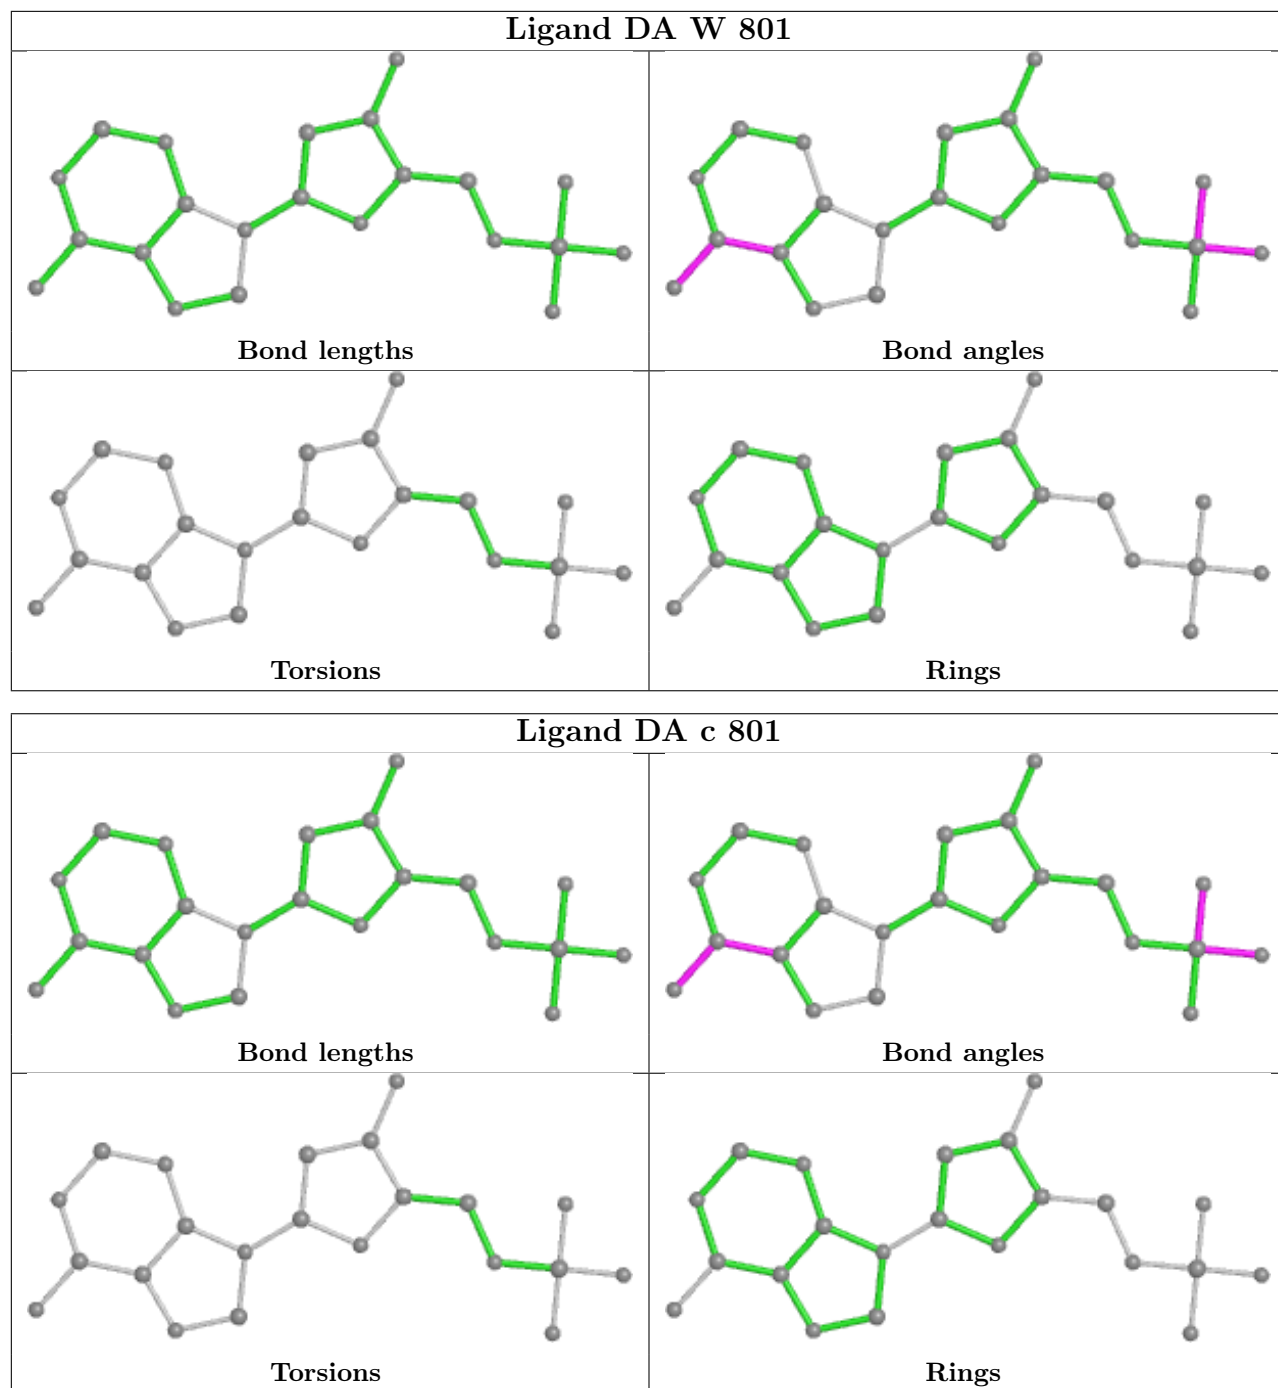 Ligand DA W 801
Bond lengths
Bond angles
Torsions
Rings
Ligand DA c 801
Bond lengths
Bond angles
Torsions
Rings